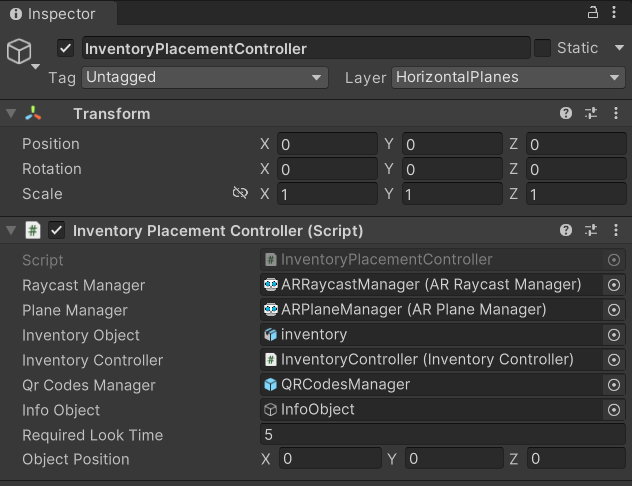 Inspector
InventoryPlacementController Static
Tag Untagged Layer HorizontalPlanes
Transform
Position X 0 Y 0 Z 0
Rotation X 0 Y 0 Z 0
Scale X 1 Y 1 Z 1
# Inventory Placement Controller (Script)
Script # InventoryPlacementController
Raycast Manager ARRaycastManager (AR Raycast Manager)
Plane Manager ARPlaneManager (AR Plane Manager)
Inventory Object inventory
Inventory Controller # InventoryController (Inventory Controller)
Qr Codes Manager QRCodesManager
Info Object InfoObject
Required Look Time 5
Object Position X 0 Y 0 Z 0